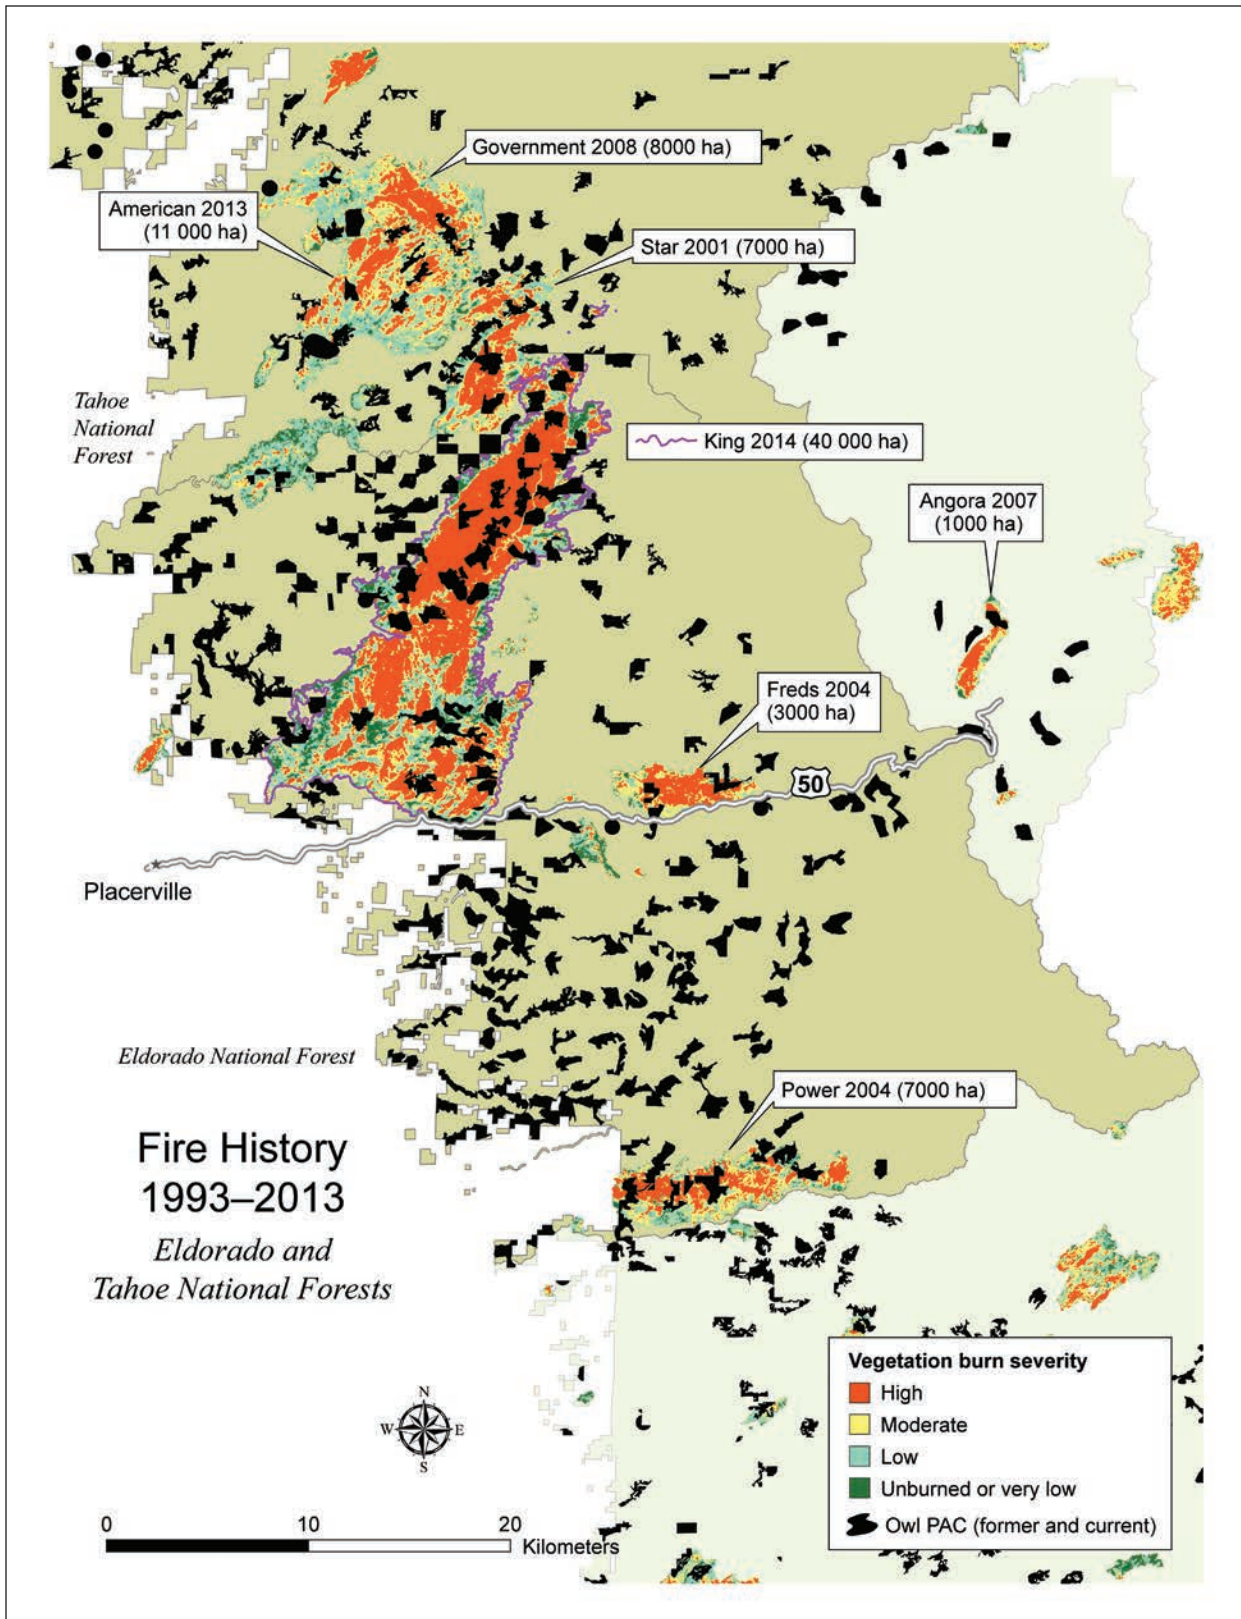 Government 2008 (8000 ha)
American 2013
(11 000 ha)
Star 2001 (7000 ha)
Tahoe
National
Forest
King 2014 (40 000 ha)
Angora 2007
(1000 ha)
Freds 2004
(3000 ha)
50
Placerville
Eldorado National Forest
Power 2004 (7000 ha)
Fire History
1993–2013
Eldorado and
Tahoe National Forests
Vegetation burn severity
High
Moderate
Low
Unburned or very low
Owl PAC (former and current)
N
W E
S
0 10 20
Kilometers